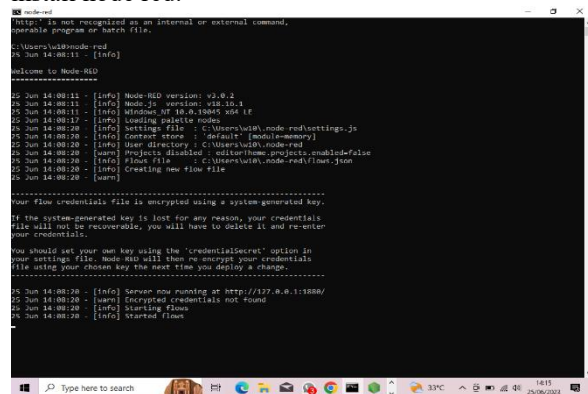 node-red
'http:' is not recognized as an internal or external command,
operable program or batch file.
C:\Users\w10>node-red
25 Jun 14:08:11 - [info]
Welcome to Node-RED
===================
25 Jun 14:08:11 - [info] Node-RED version: v3.0.2
25 Jun 14:08:11 - [info] Node.js  version: v18.16.1
25 Jun 14:08:11 - [info] Windows_NT 10.0.19045 x64 LE
25 Jun 14:08:17 - [info] Loading palette nodes
25 Jun 14:08:20 - [info] Settings file  : C:\Users\w10\.node-red\settings.js
25 Jun 14:08:20 - [info] Context store  : 'default' [module=memory]
25 Jun 14:08:20 - [info] User directory : C:\Users\w10\.node-red
25 Jun 14:08:20 - [warn] Projects disabled : editorTheme.projects.enabled=false
25 Jun 14:08:20 - [info] Flows file     : C:\Users\w10\.node-red\flows.json
25 Jun 14:08:20 - [info] Creating new flow file
25 Jun 14:08:20 - [warn]
---------------------------------------------------------------------
Your flow credentials file is encrypted using a system-generated key.
If the system-generated key is lost for any reason, your credentials
file will not be recoverable, you will have to delete it and re-enter
your credentials.
You should set your own key using the 'credentialSecret' option in
your settings file. Node-RED will then re-encrypt your credentials
file using your chosen key the next time you deploy a change.
---------------------------------------------------------------------
25 Jun 14:08:20 - [info] Server now running at http://127.0.0.1:1880/
25 Jun 14:08:20 - [warn] Encrypted credentials not found
25 Jun 14:08:20 - [info] Starting flows
25 Jun 14:08:20 - [info] Started flows
Type here to search
33°C
14:15
25/06/2023